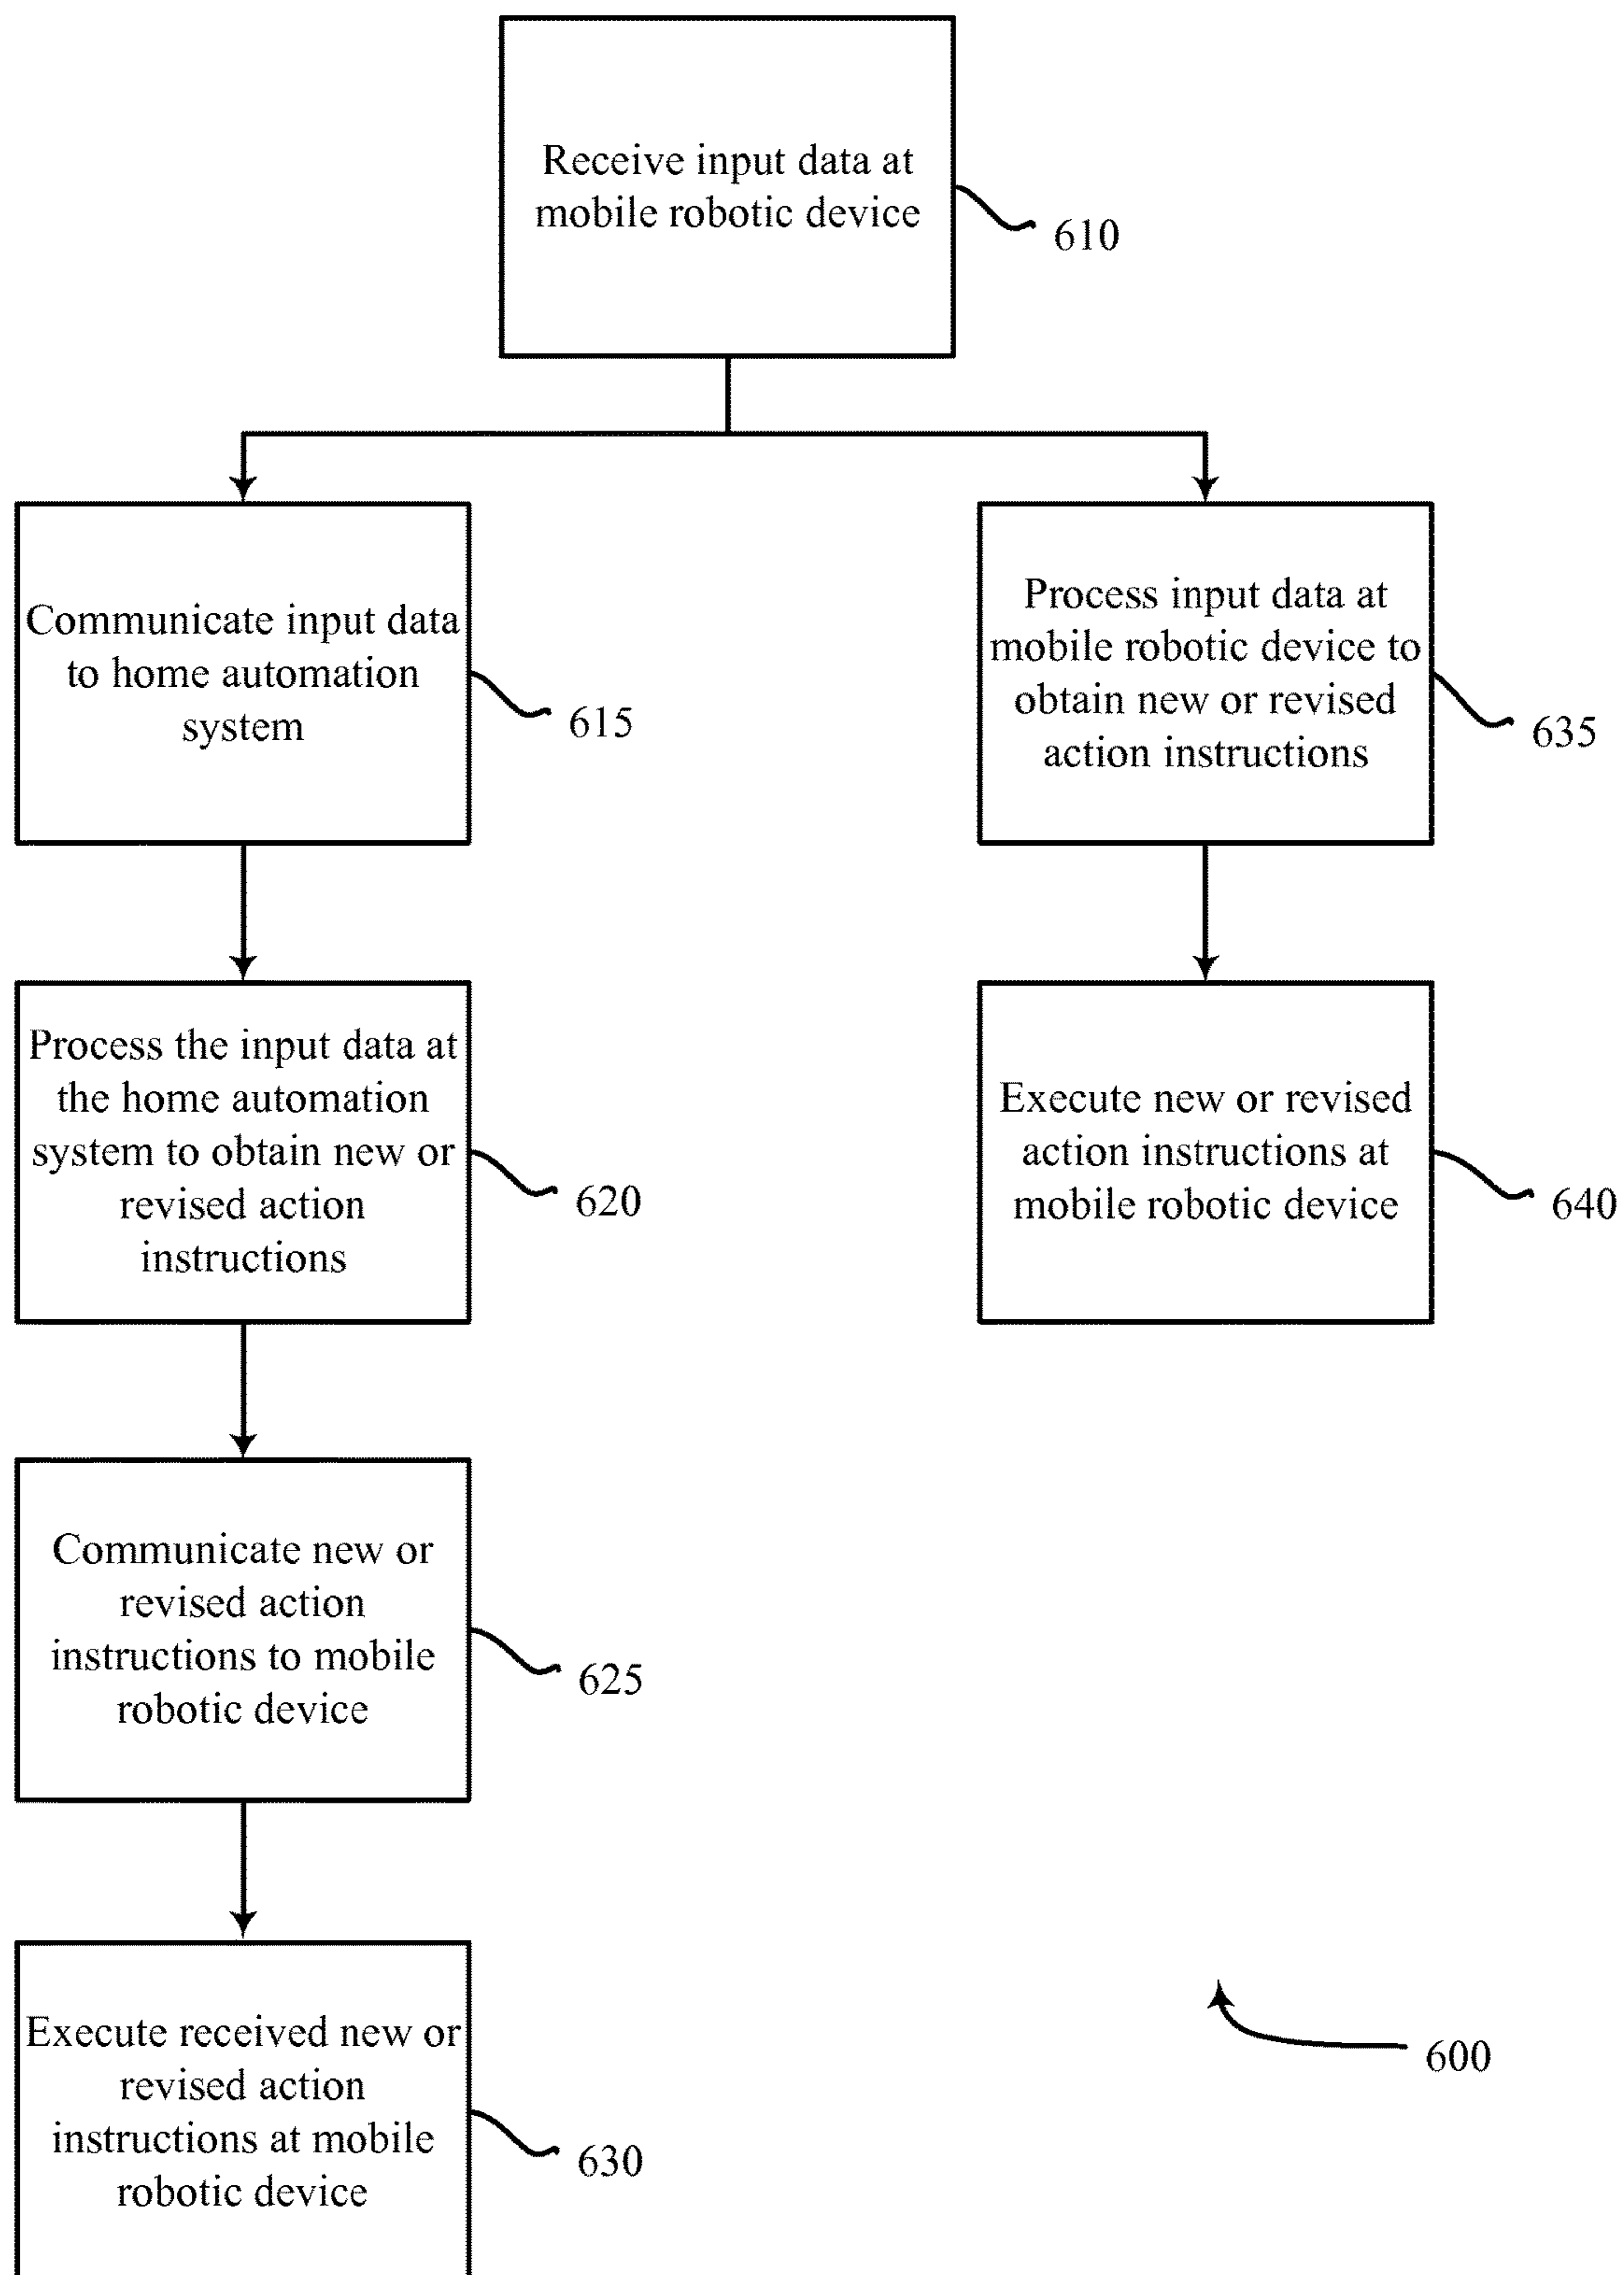 Receive input data at
mobile robotic device
610
Communicate input data
to home automation
system
615
Process input data at
mobile robotic device to
obtain new or revised
action instructions
635
Process the input data at
the home automation
system to obtain new or
revised action
instructions
620
Execute new or revised
action instructions at
mobile robotic device
640
Communicate new or
revised action
instructions to mobile
robotic device
625
Execute received new or
revised action
instructions at mobile
robotic device
630
600